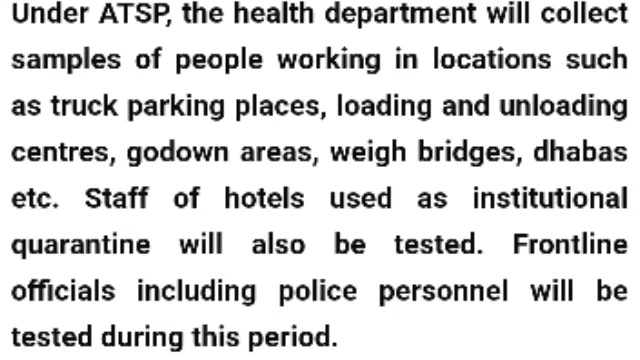 Under ATSP, the health department will collect
samples of people working in locations such
as truck parking places, loading and unloading
centres, godown areas, weigh bridges, dhabas
etc. Staff of hotels used as institutional
quarantine will also be tested. Frontline
officials including police personnel will be
tested during this period.